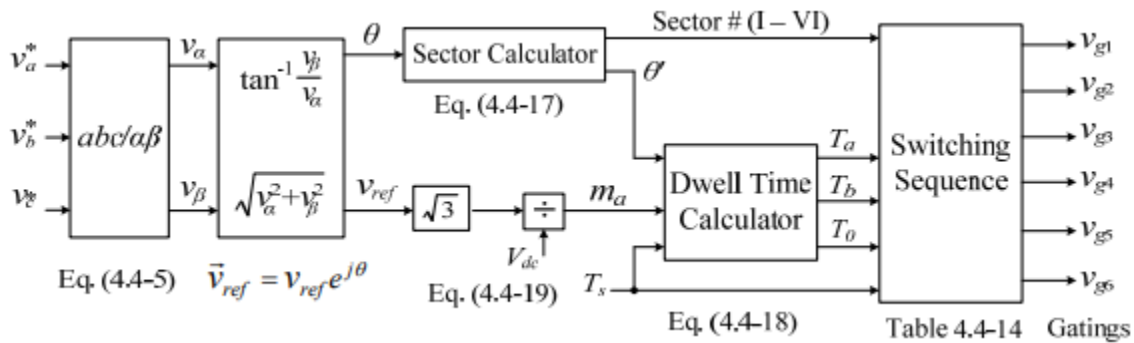 v*a
v*b
v*c
abc/αβ
Eq. (4.4-5)
vα
vβ
tan⁻¹ vβ/vα
√(v²α+v²β)
v⃗ref = vref e^jθ
θ
Sector Calculator
Eq. (4.4-17)
Sector # (I – VI)
θ′
vref
√3
÷
Vdc
Eq. (4.4-19)
ma
Ts
Dwell Time
Calculator
Eq. (4.4-18)
Ta
Tb
T0
Switching
Sequence
Table 4.4-14
vg1
vg2
vg3
vg4
vg5
vg6
Gatings